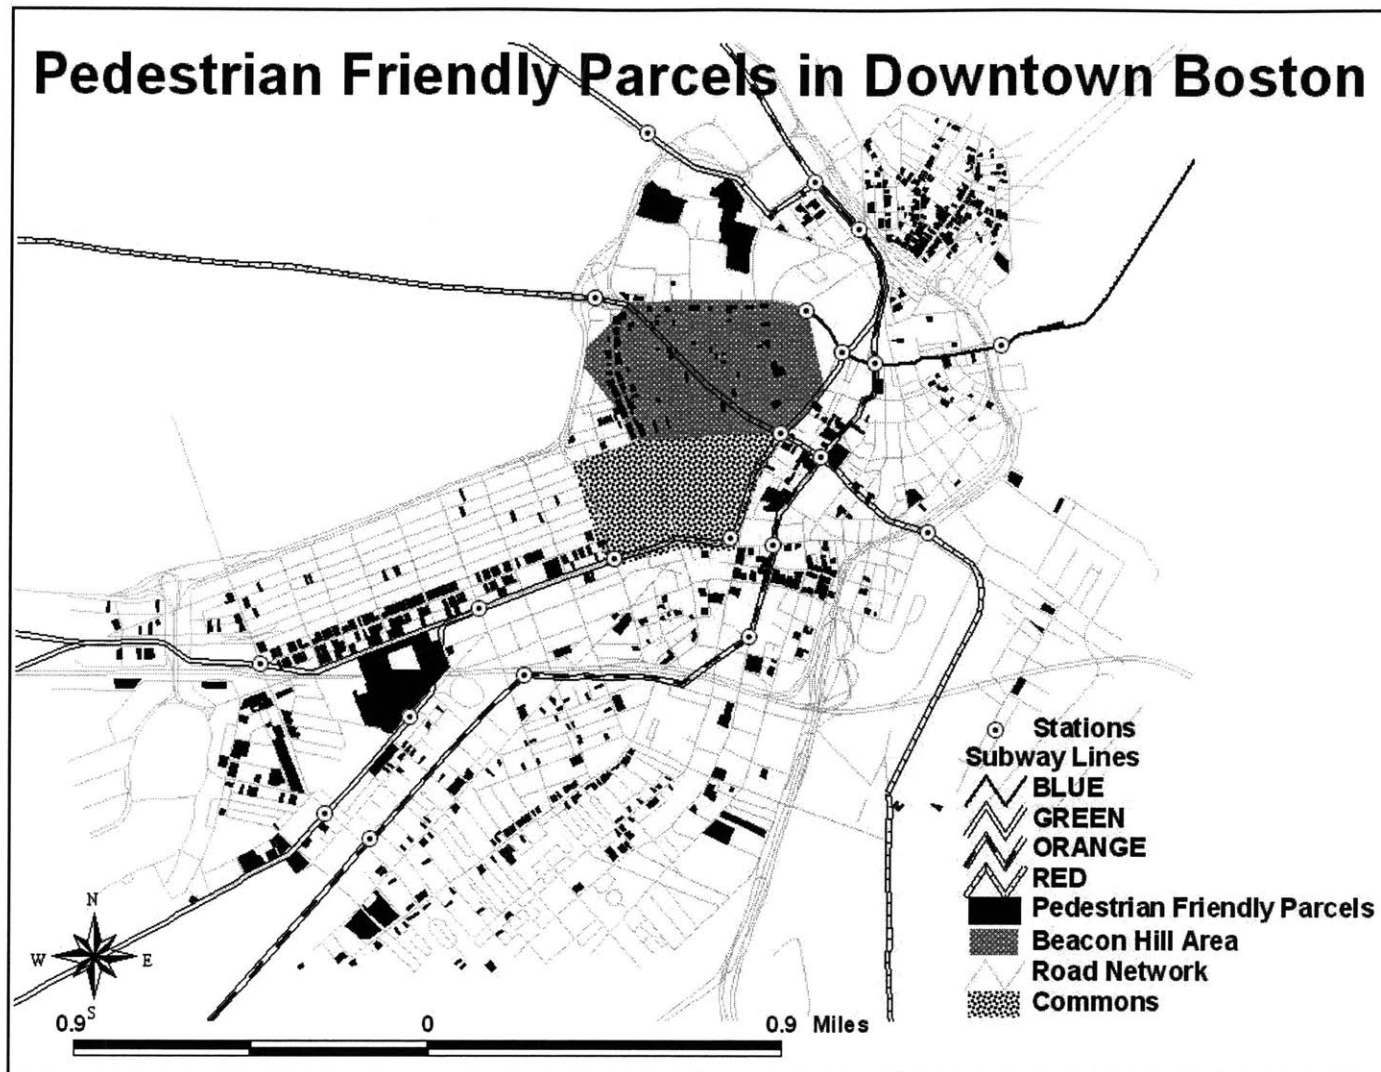 Pedestrian Friendly Parcels in Downtown Boston
Stations
Subway Lines
BLUE
GREEN
ORANGE
RED
Pedestrian Friendly Parcels
Beacon Hill Area
Road Network
Commons
N
W E
S
0.9 0 0.9 Miles